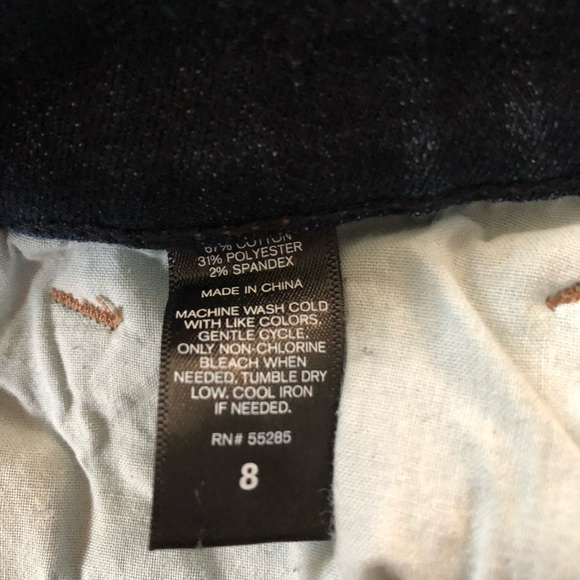 67% COTTON
31% POLYESTER
2% SPANDEX
MADE IN CHINA
MACHINE WASH COLD
WITH LIKE COLORS,
GENTLE CYCLE.
ONLY NON-CHLORINE
BLEACH WHEN
NEEDED, TUMBLE DRY
LOW. COOL IRON
IF NEEDED.
RN# 55285
8